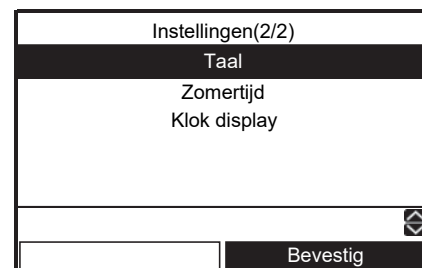 Instellingen(2/2)
Taal
Zomertijd
Klok display
Bevestig